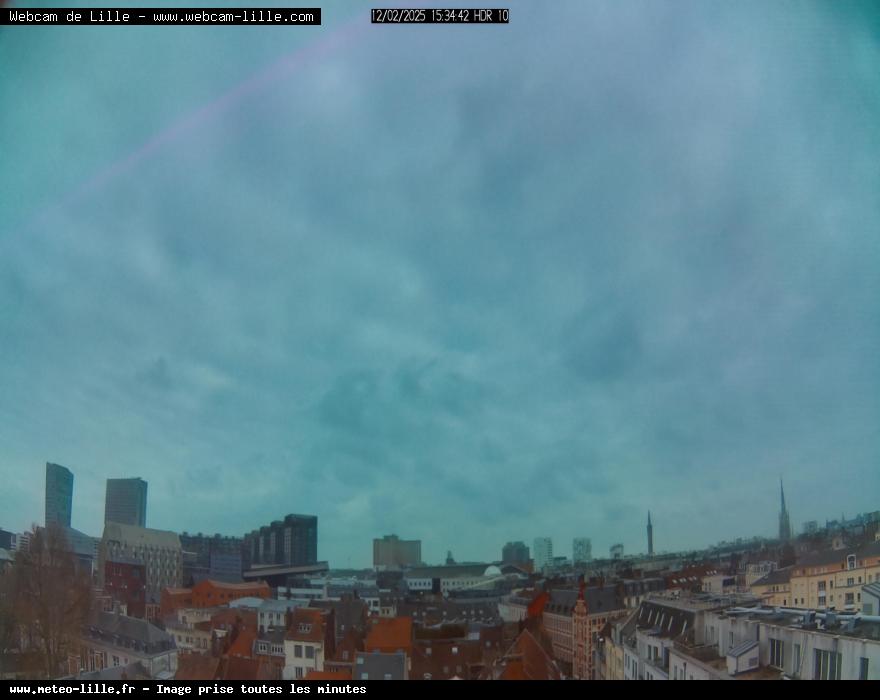 Webcam de Lille - www.webcam-lille.com
12/02/2025 15:34:42 HDR 10
www.meteo-lille.fr - Image prise toutes les minutes